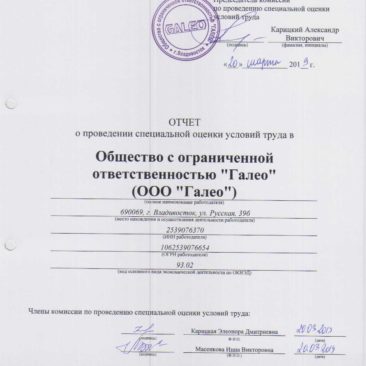 Председатель комиссии
по проведению специальной оценки
условий труда
GALEO
г. Владивосток
Карацкий Александр
Викторович
(подпись) (фамилия, инициалы)
«20» марта 2019 г.
ОТЧЕТ
о проведении специальной оценки условий труда в
Общество с ограниченной
ответственностью "Галео"
(ООО "Галео")
(полное наименование работодателя)
690069, г. Владивосток, ул. Русская, 39б
(место нахождения и осуществления деятельности работодателя)
2539076370
(ИНН работодателя)
1062539076654
(ОГРН работодателя)
93.02
(код основного вида экономической деятельности по ОКВЭД)
Члены комиссии по проведению специальной оценки условий труда:
Карацкая Элеонора Дмитриевна 20.03.2019
(подпись) (Ф.И.О.) (дата)
Масенкова Инна Викторовна 20.03.2019
(подпись) (Ф.И.О.) (дата)